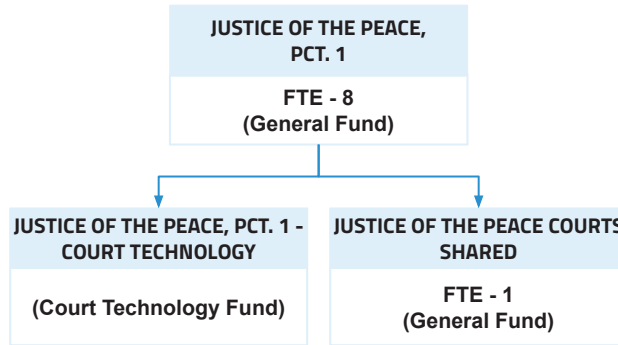 JUSTICE OF THE PEACE,
PCT. 1
FTE - 8
(General Fund)
JUSTICE OF THE PEACE, PCT. 1 -
COURT TECHNOLOGY
(Court Technology Fund)
JUSTICE OF THE PEACE COURTS
SHARED
FTE - 1
(General Fund)